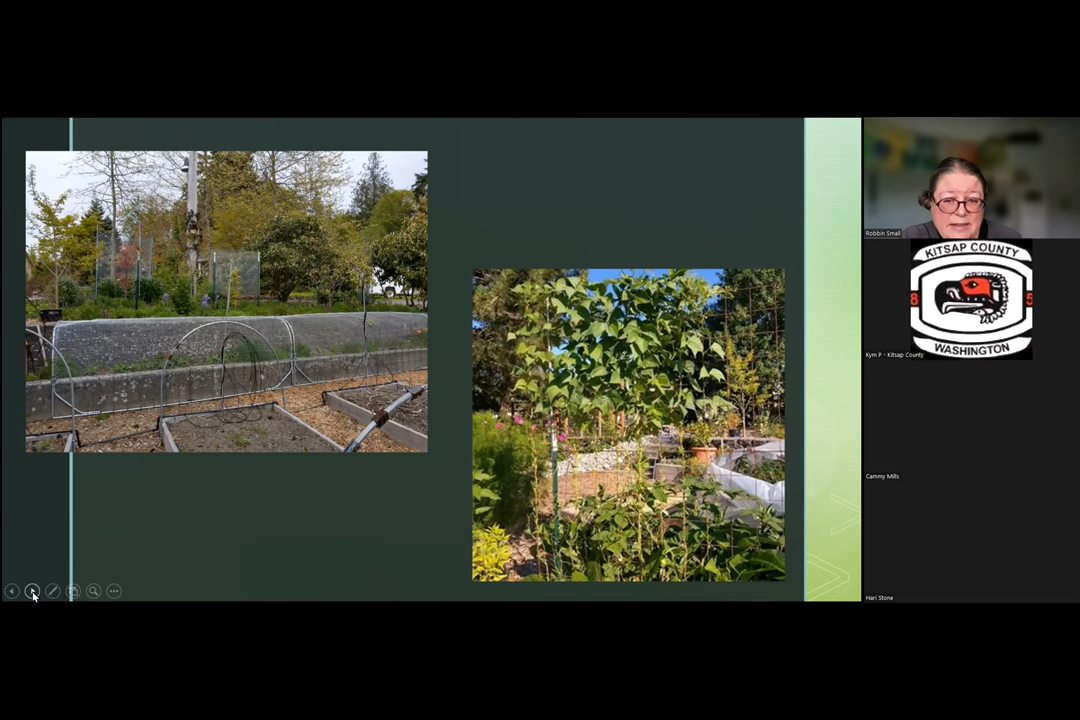 Robbin Small
KITSAP COUNTY
8 5
WASHINGTON
Kym P - Kitsap County
Cammy Mills
Hari Stone